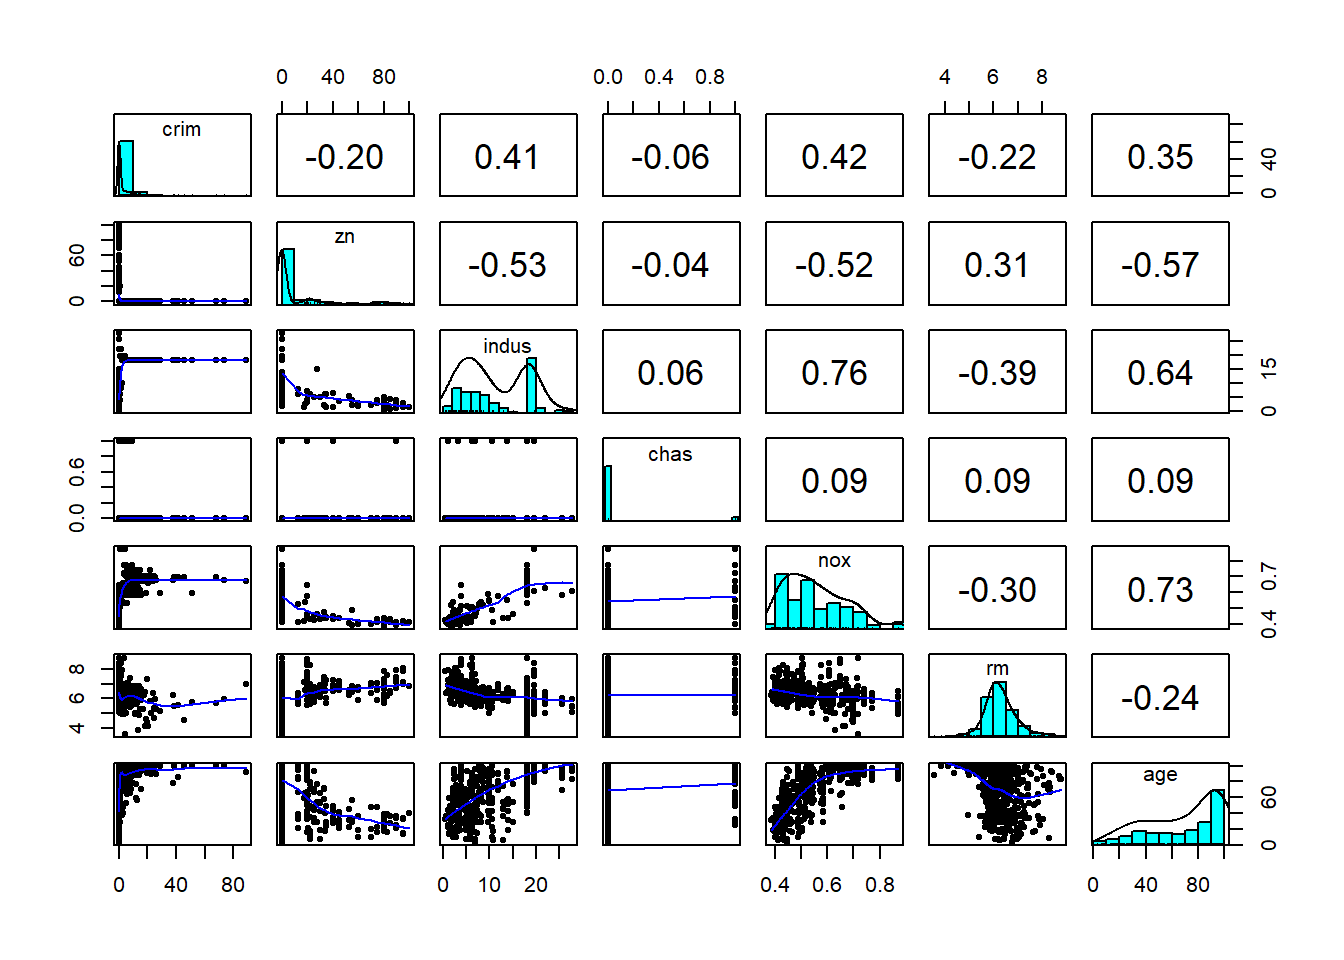 0 40 80 0.0 0.4 0.8 4 6 8
crim -0.20 0.41 -0.06 0.42 -0.22 0.35 0 40
0 60 zn -0.53 -0.04 -0.52 0.31 -0.57
indus 0.06 0.76 -0.39 0.64 0 15
0.0 0.6 chas 0.09 0.09 0.09
nox -0.30 0.73 0.4 0.7
4 6 8 rm -0.24
age 0 60
0 40 80 0 10 20 0.4 0.6 0.8 0 40 80